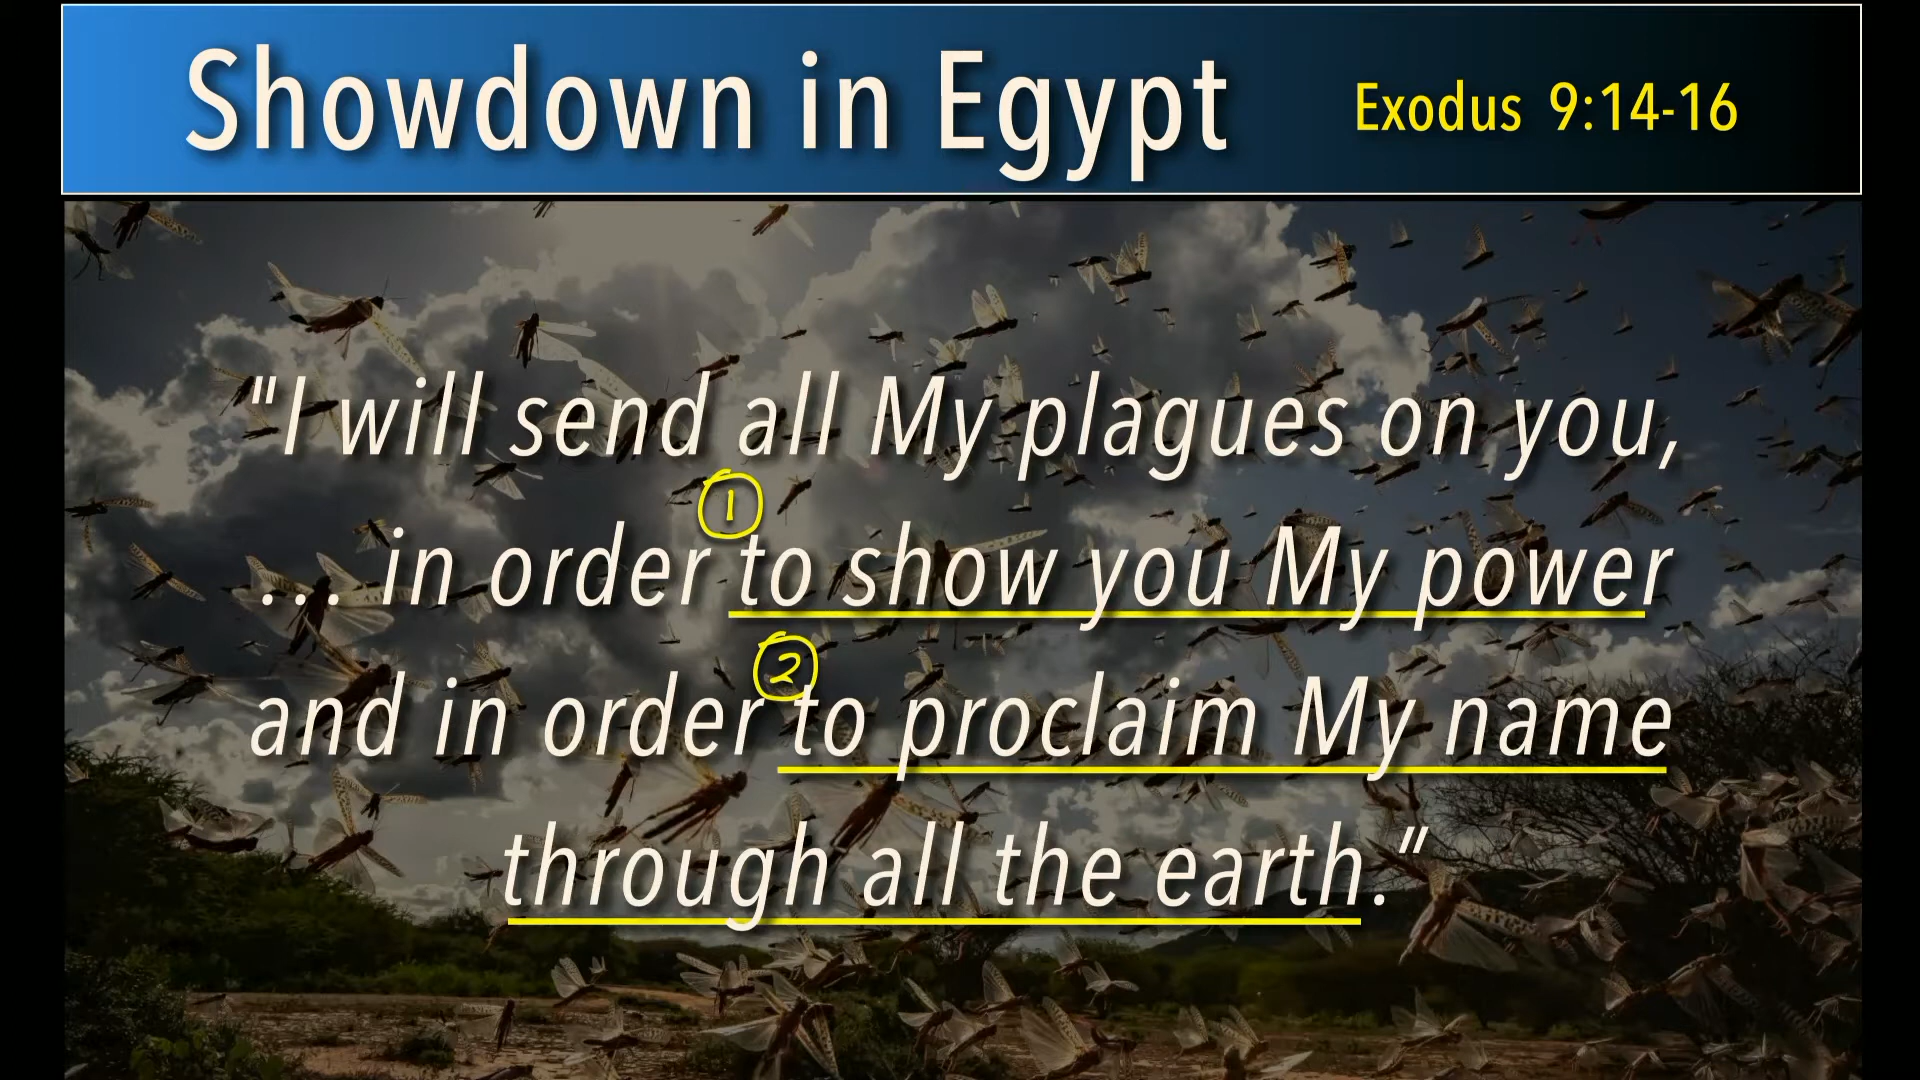 Showdown in Egypt
Exodus 9:14-16
"I will send all My plagues on you,
1
... in order to show you My power
2
and in order to proclaim My name
through all the earth."